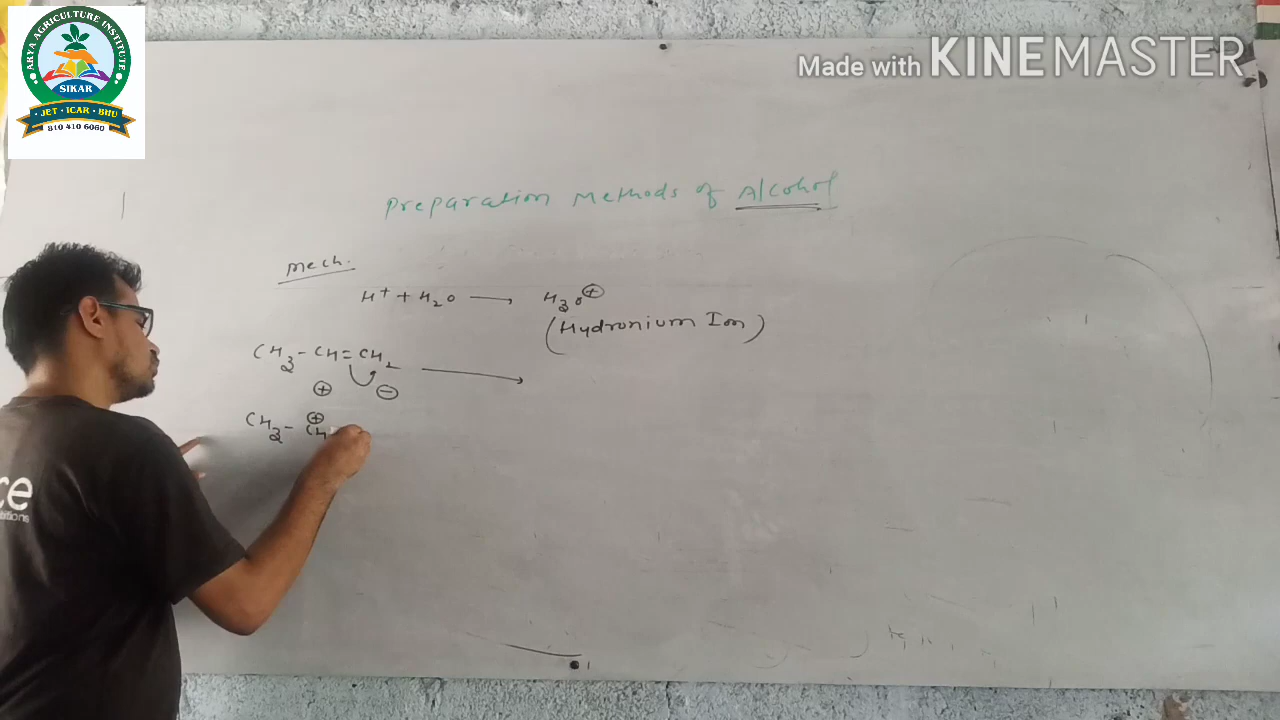 ARYA AGRICULTURE INSTITUTE
SIKAR
· JET · ICAR · BHU ·
810 410 6060
Made with KINEMASTER
Preparation Methods of Alcohol
Mech.
H⁺ + H₂O ⟶ H₃O⊕
(Hydronium Ion)
CH₃-CH=CH₂ ⟶
⊕ ⊖
⊕
CH₃-CH
ce